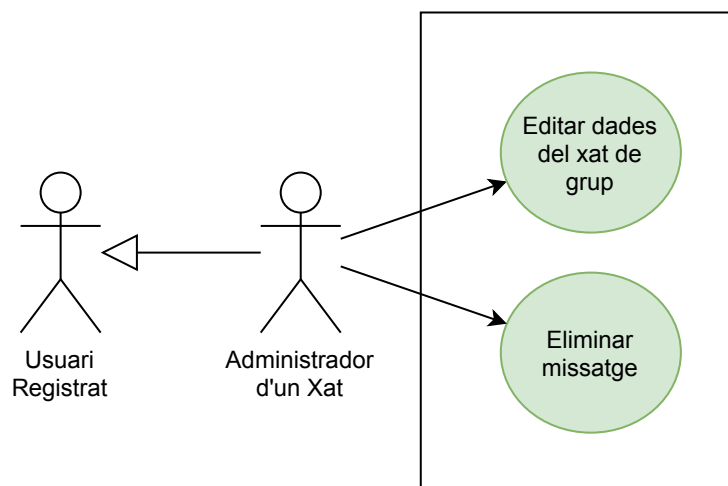 Editar dades
del xat de
grup
Usuari
Registrat
Administrador
d'un Xat
Eliminar
missatge